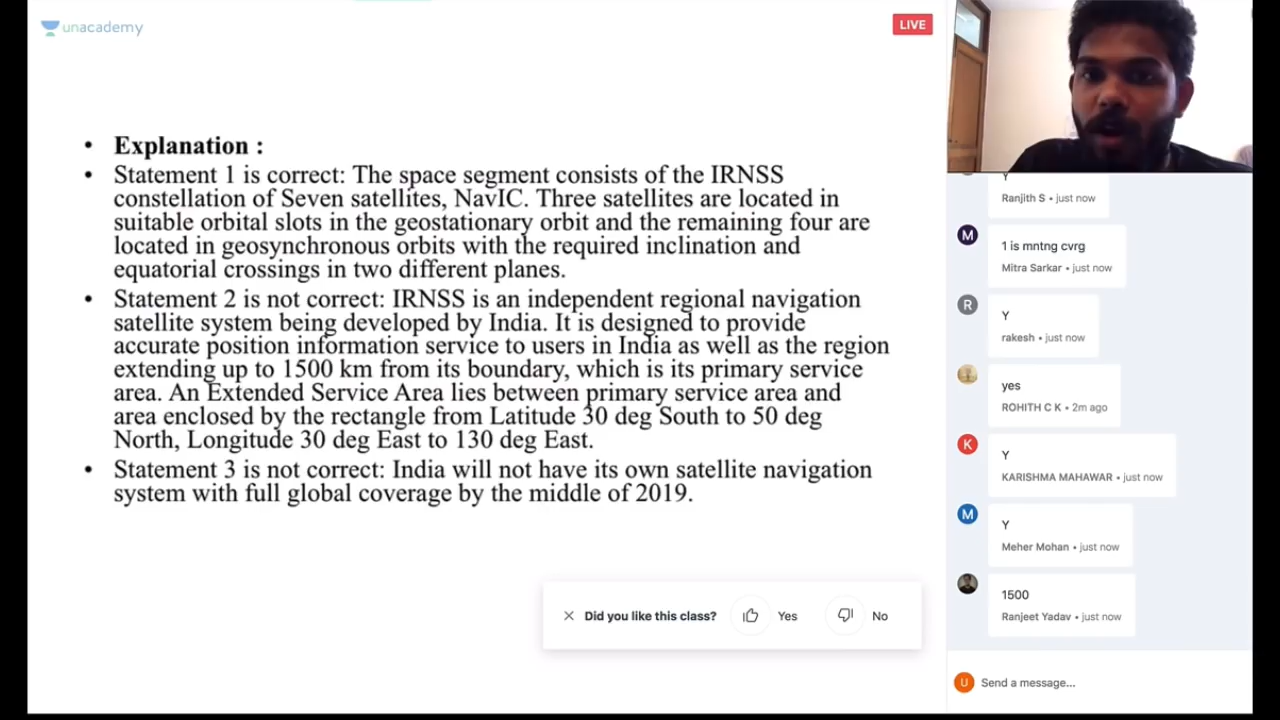 unacademy
LIVE
• Explanation :
• Statement 1 is correct: The space segment consists of the IRNSS
constellation of Seven satellites, NavIC. Three satellites are located in
suitable orbital slots in the geostationary orbit and the remaining four are
located in geosynchronous orbits with the required inclination and
equatorial crossings in two different planes.
• Statement 2 is not correct: IRNSS is an independent regional navigation
satellite system being developed by India. It is designed to provide
accurate position information service to users in India as well as the region
extending up to 1500 km from its boundary, which is its primary service
area. An Extended Service Area lies between primary service area and
area enclosed by the rectangle from Latitude 30 deg South to 50 deg
North, Longitude 30 deg East to 130 deg East.
• Statement 3 is not correct: India will not have its own satellite navigation
system with full global coverage by the middle of 2019.
Did you like this class? Yes No
Y
Ranjith S • just now
M
1 is mntng cvrg
Mitra Sarkar • just now
R
Y
rakesh • just now
yes
ROHITH C K • 2m ago
K
Y
KARISHMA MAHAWAR • just now
M
Y
Meher Mohan • just now
1500
Ranjeet Yadav • just now
U
Send a message...